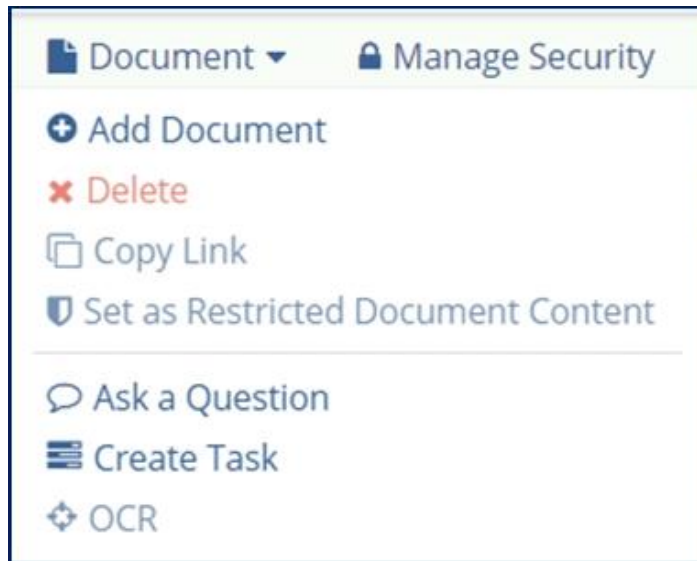 Document Manage Security
Add Document
Delete
Copy Link
Set as Restricted Document Content
Ask a Question
Create Task
OCR